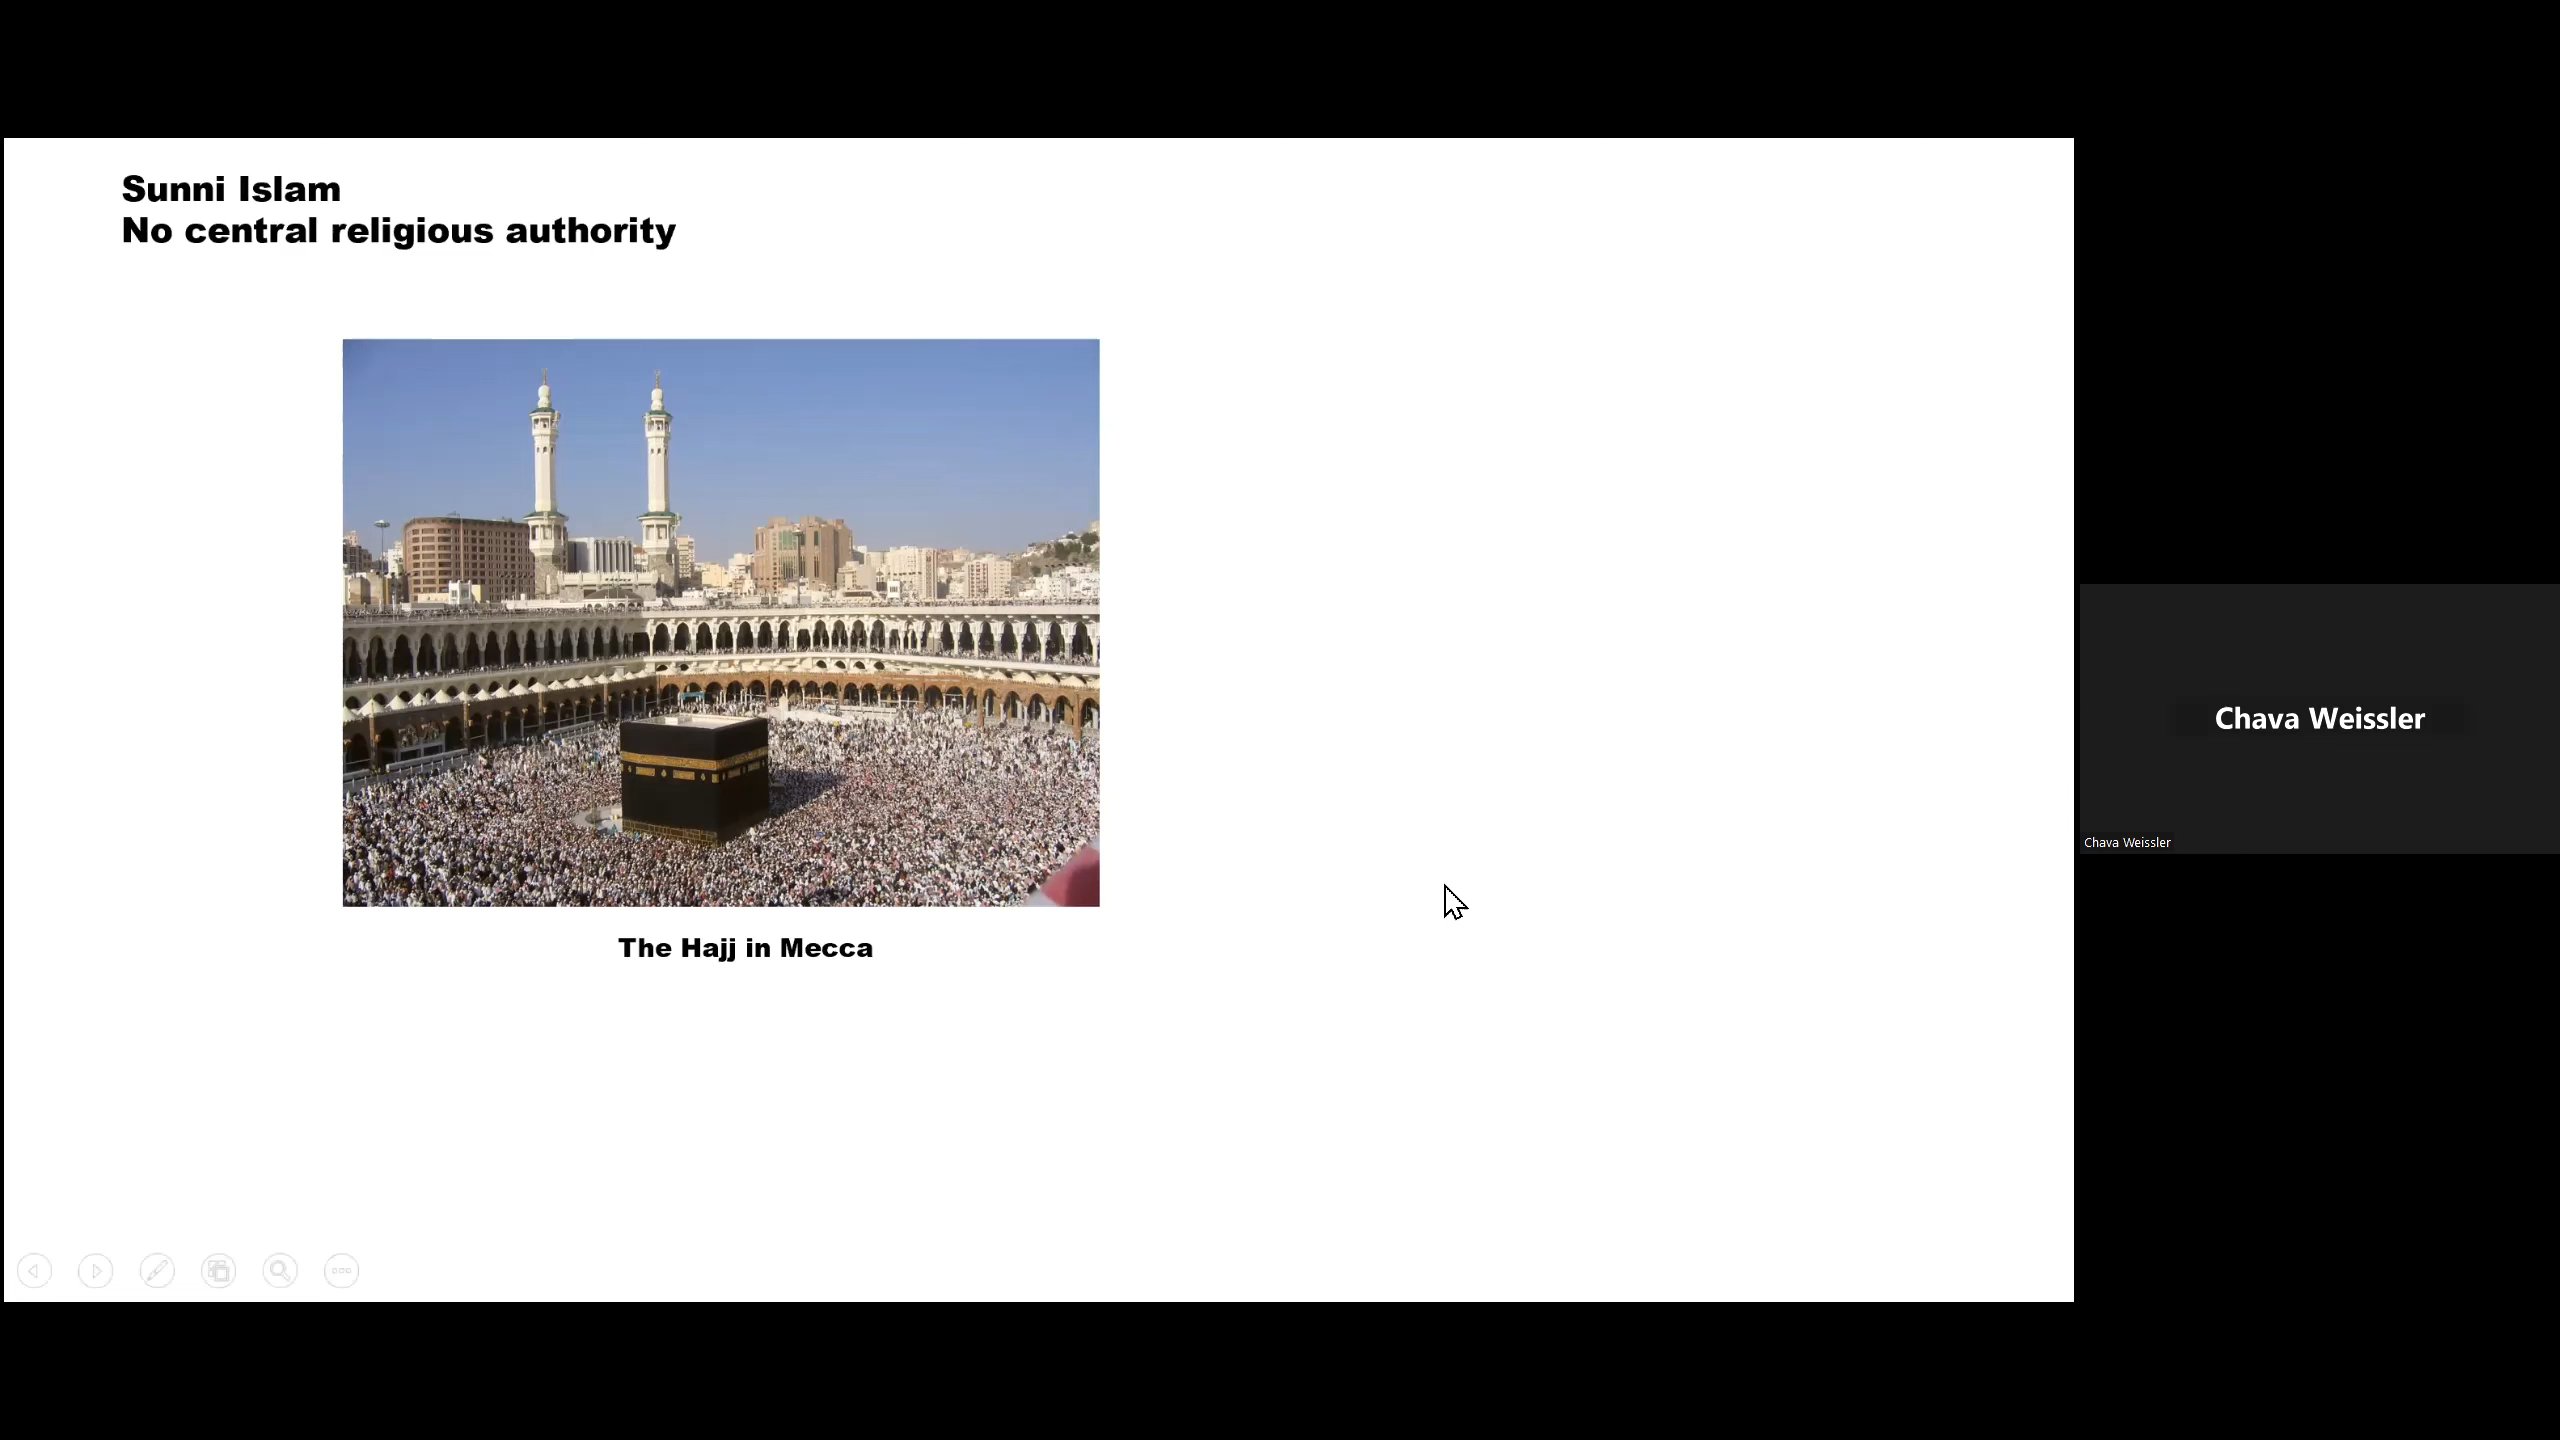 Sunni Islam
No central religious authority
The Hajj in Mecca
Chava Weissler
Chava Weissler